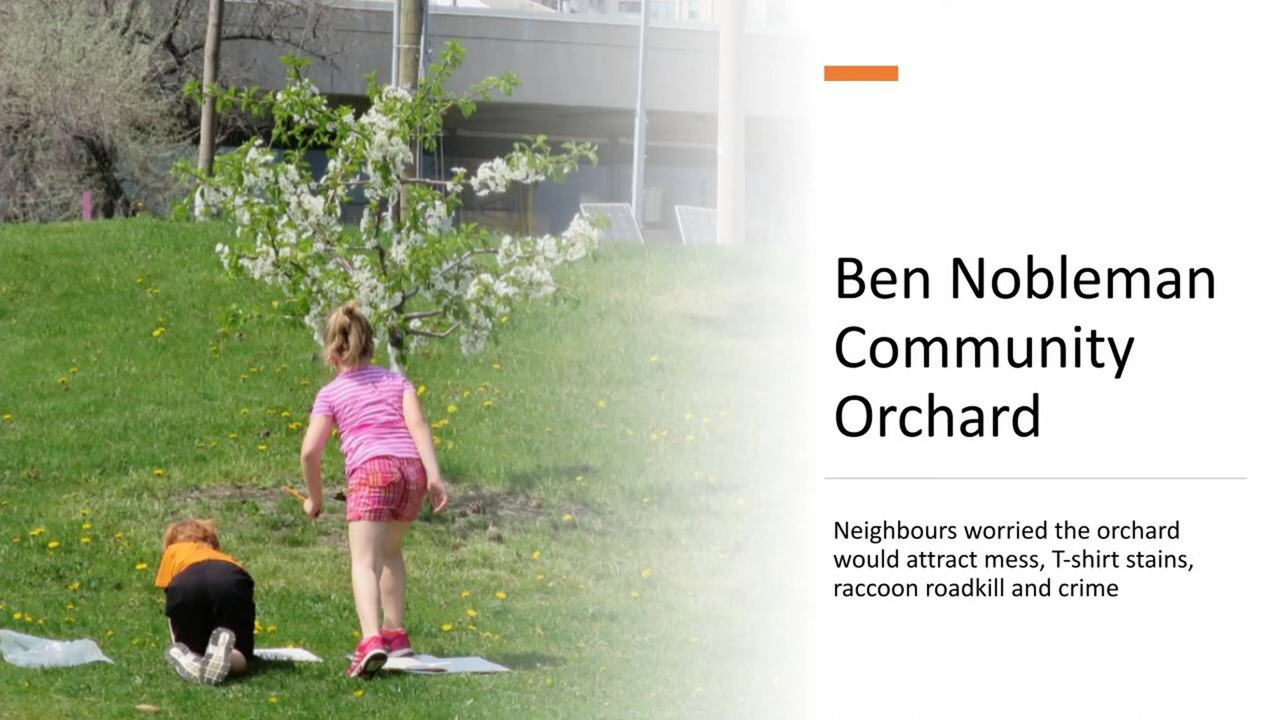 Ben Nobleman
Community
Orchard
Neighbours worried the orchard
would attract mess, T-shirt stains,
raccoon roadkill and crime